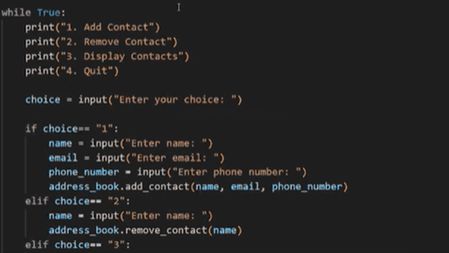 while True:
    print("1. Add Contact")
    print("2. Remove Contact")
    print("3. Display Contacts")
    print("4. Quit")
    choice = input("Enter your choice: ")
    if choice== "1":
        name = input("Enter name: ")
        email = input("Enter email: ")
        phone_number = input("Enter phone number: ")
        address_book.add_contact(name, email, phone_number)
    elif choice== "2":
        name = input("Enter name: ")
        address_book.remove_contact(name)
    elif choice== "3":